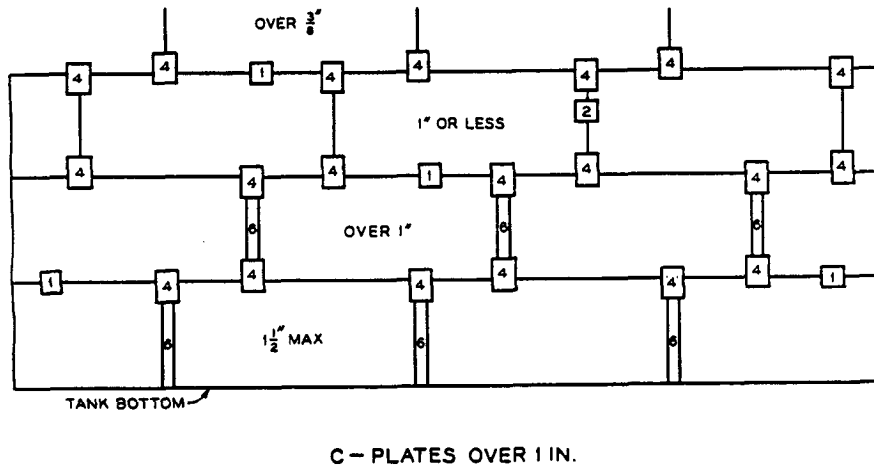 OVER 3/8"
4 4 1 4 4 4 4 4
1" OR LESS 2
4 4 4 1 4 4 4 4
6 OVER 1" 6 6
1 4 4 4 4 4 4 1
6 1 1/2" MAX 6 6
TANK BOTTOM
C — PLATES OVER 1 IN.